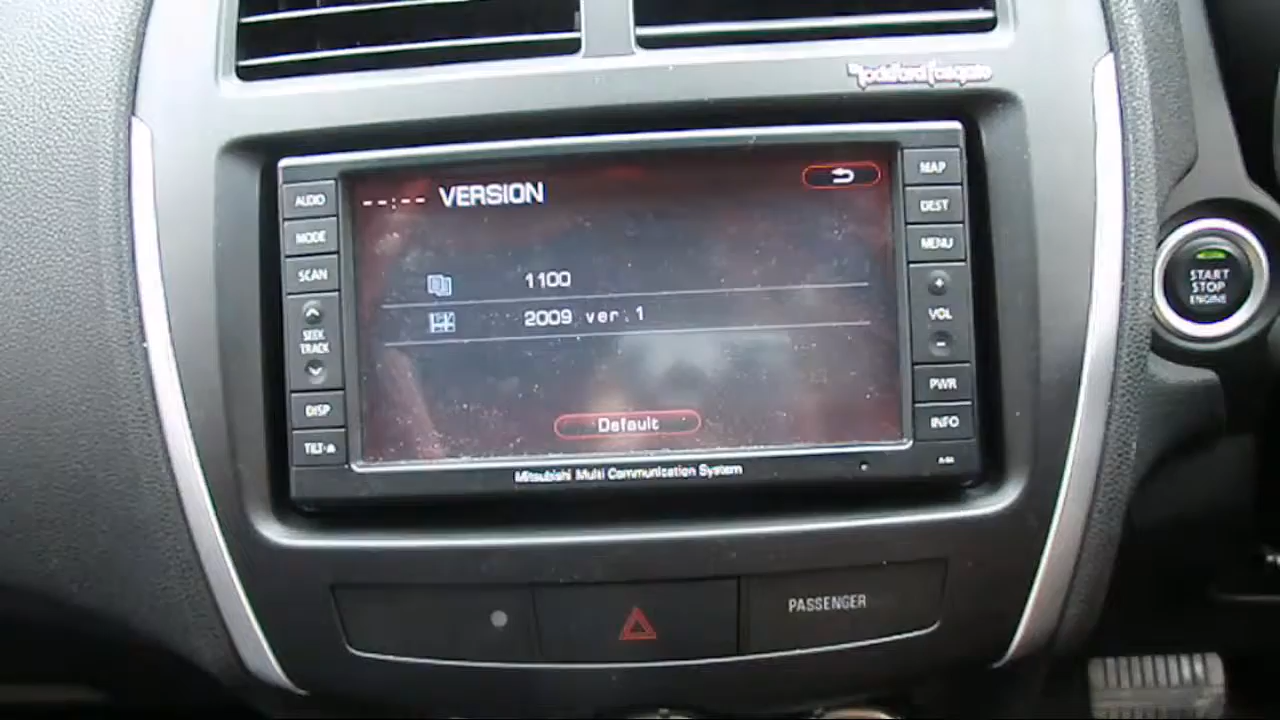 Rockford Fosgate
--:-- VERSION
1100
2009 ver.1
Default
AUDIO
MODE
SCAN
SEEK
TRACK
DISP
TILT
MAP
DEST
MENU
+
VOL
-
PWR
INFO
Mitsubishi Multi Communication System
START
STOP
ENGINE
PASSENGER